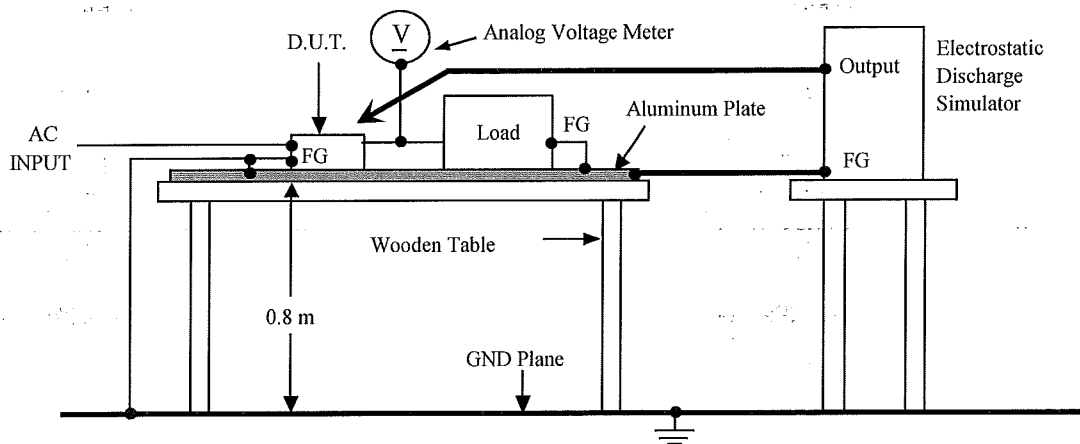 D.U.T.
V
Analog Voltage Meter
Output
Electrostatic
Discharge
Simulator
Aluminum Plate
Load
FG
AC
INPUT
FG
FG
Wooden Table
0.8 m
GND Plane